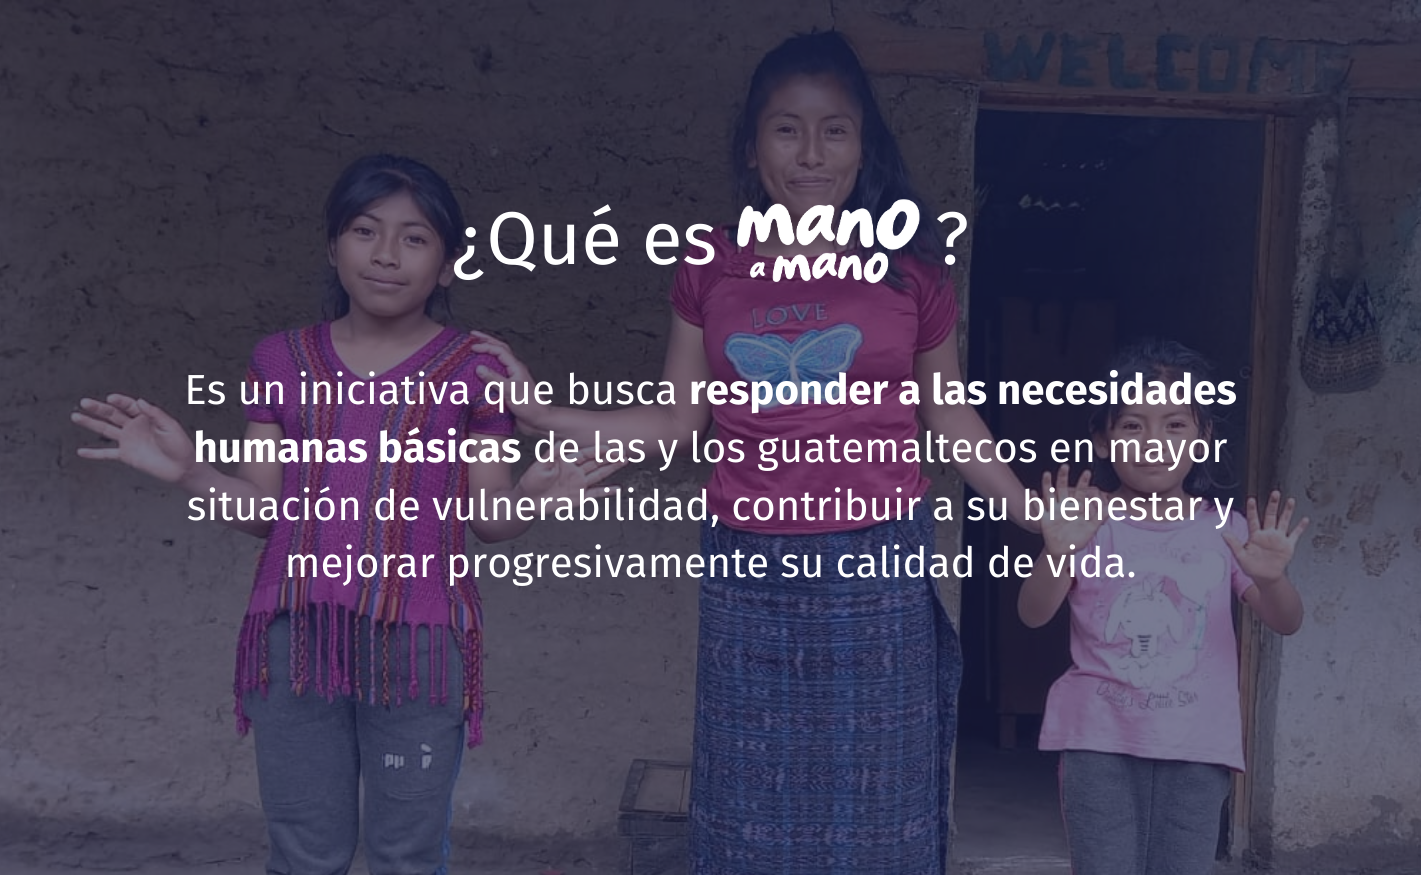 WELCOME
¿Qué es mano a mano ?
LOVE
Es un iniciativa que busca responder a las necesidades
humanas básicas de las y los guatemaltecos en mayor
situación de vulnerabilidad, contribuir a su bienestar y
mejorar progresivamente su calidad de vida.